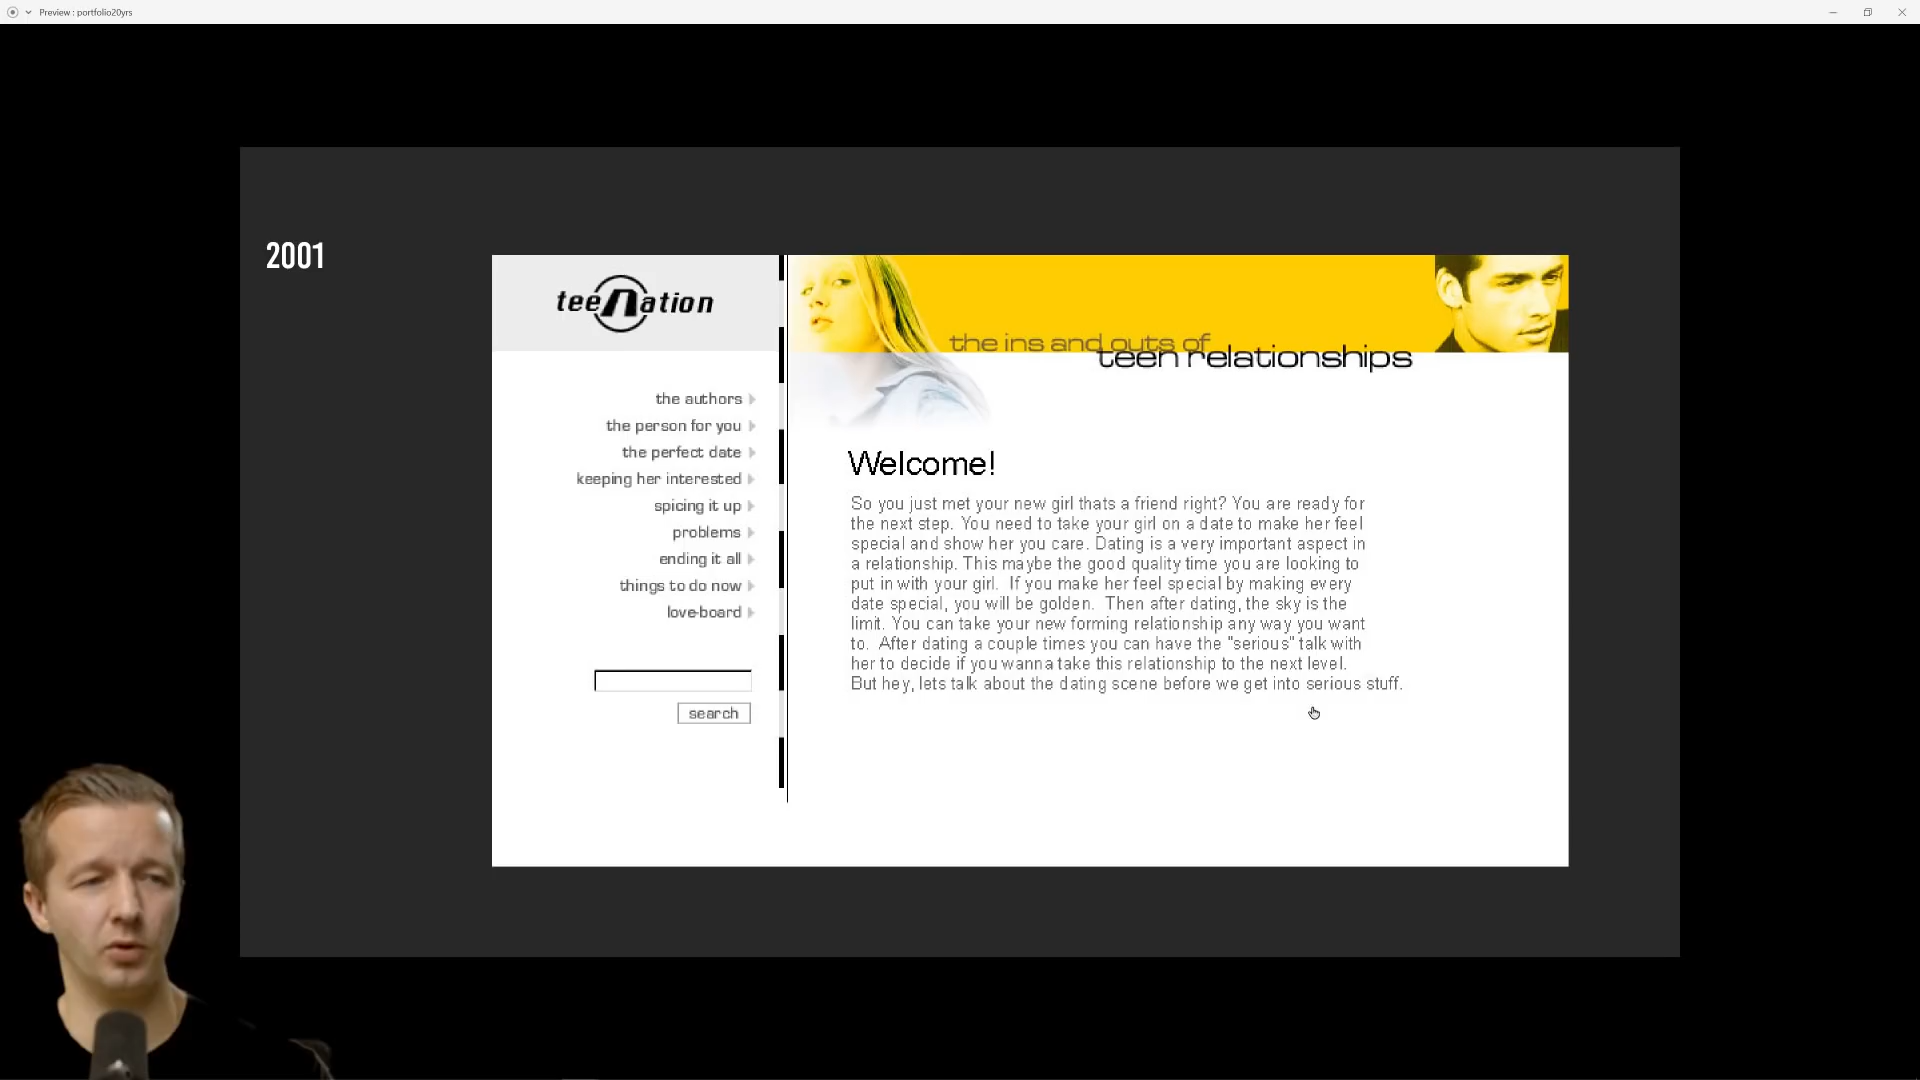 Preview : portfolio20yrs
2001
teenation
the ins and outs of
teen relationships
the authors
the person for you
the perfect date
keeping her interested
spicing it up
problems
ending it all
things to do now
love-board
search
Welcome!
So you just met your new girl thats a friend right? You are ready for
the next step. You need to take your girl on a date to make her feel
special and show her you care. Dating is a very important aspect in
a relationship. This maybe the good quality time you are looking to
put in with your girl. If you make her feel special by making every
date special, you will be golden. Then after dating, the sky is the
limit. You can take your new forming relationship any way you want
to. After dating a couple times you can have the "serious" talk with
her to decide if you wanna take this relationship to the next level.
But hey, lets talk about the dating scene before we get into serious stuff.